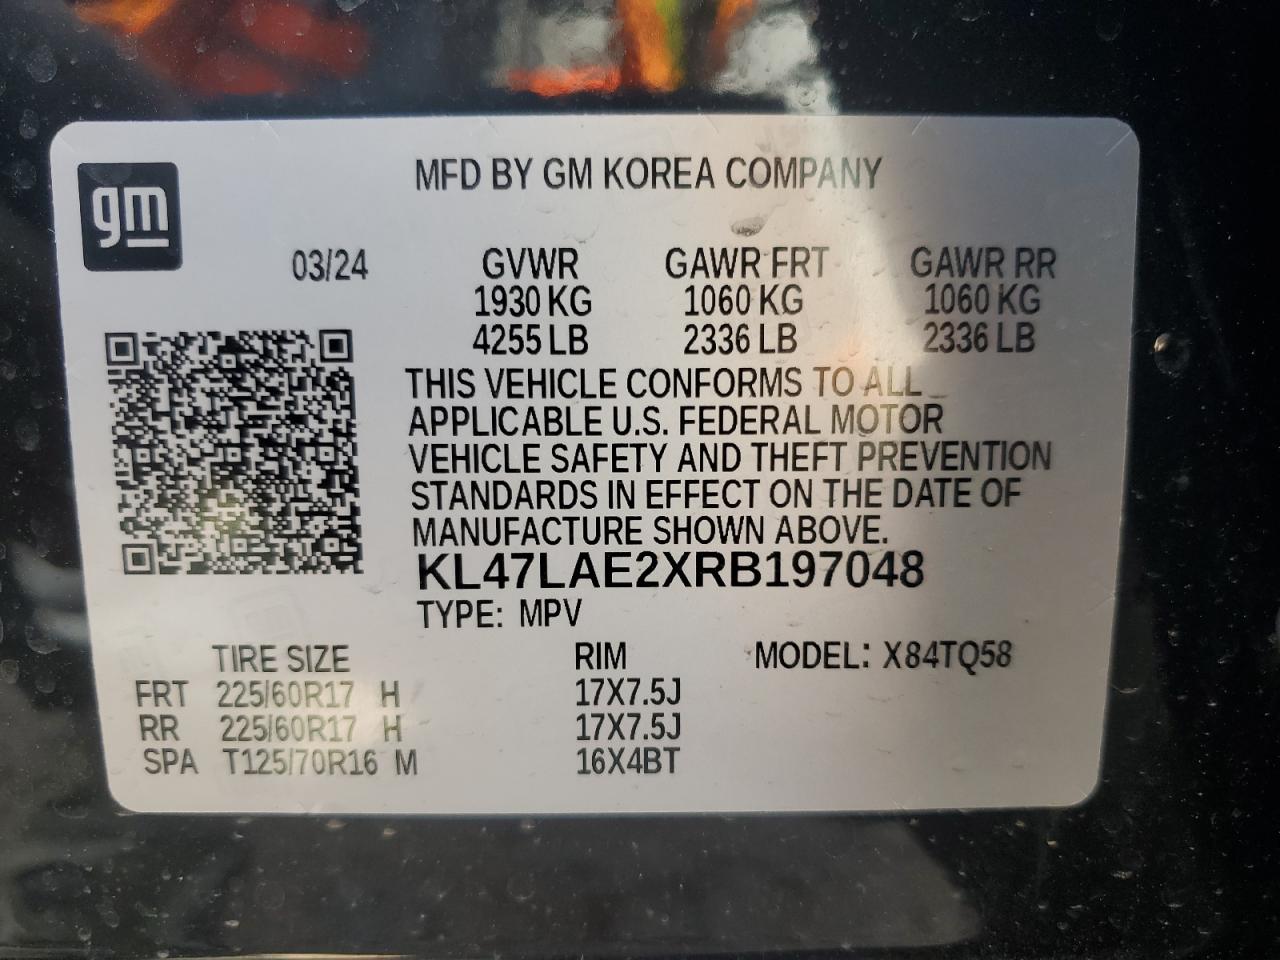 gm
MFD BY GM KOREA COMPANY
03/24 GVWR GAWR FRT GAWR RR
1930 KG 1060 KG 1060 KG
4255 LB 2336 LB 2336 LB
THIS VEHICLE CONFORMS TO ALL
APPLICABLE U.S. FEDERAL MOTOR
VEHICLE SAFETY AND THEFT PREVENTION
STANDARDS IN EFFECT ON THE DATE OF
MANUFACTURE SHOWN ABOVE.
KL47LAE2XRB197048
TYPE: MPV
TIRE SIZE RIM MODEL: X84TQ58
FRT 225/60R17 H 17X7.5J
RR 225/60R17 H 17X7.5J
SPA T125/70R16 M 16X4BT